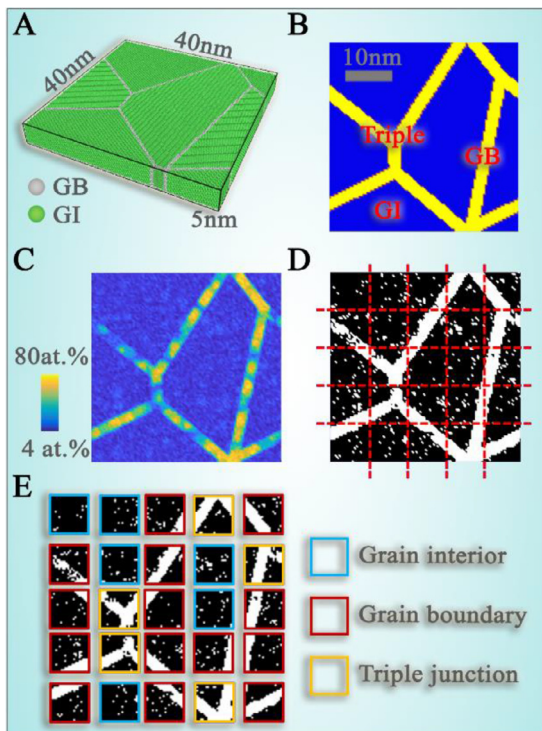 A
40nm
40nm
GB
GI
5nm
B
10nm
Triple
GB
GI
C
80at.%
4 at.%
D
E
Grain interior
Grain boundary
Triple junction